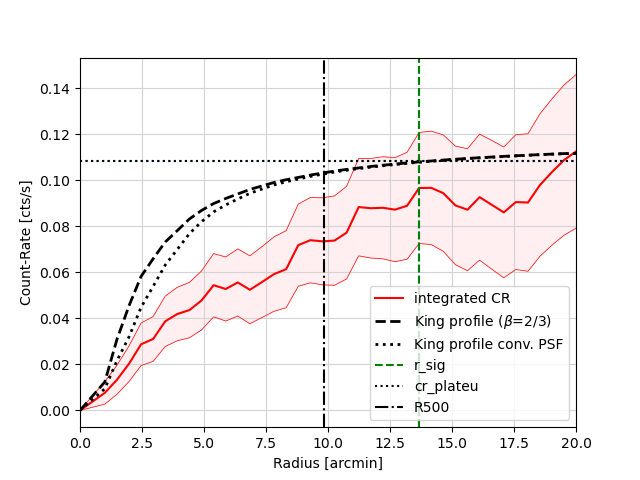 0.14
0.12
0.10
0.08
0.06
0.04
0.02
0.00
Count-Rate [cts/s]
integrated CR
King profile (β=2/3)
King profile conv. PSF
r_sig
cr_plateu
R500
0.0 2.5 5.0 7.5 10.0 12.5 15.0 17.5 20.0
Radius [arcmin]